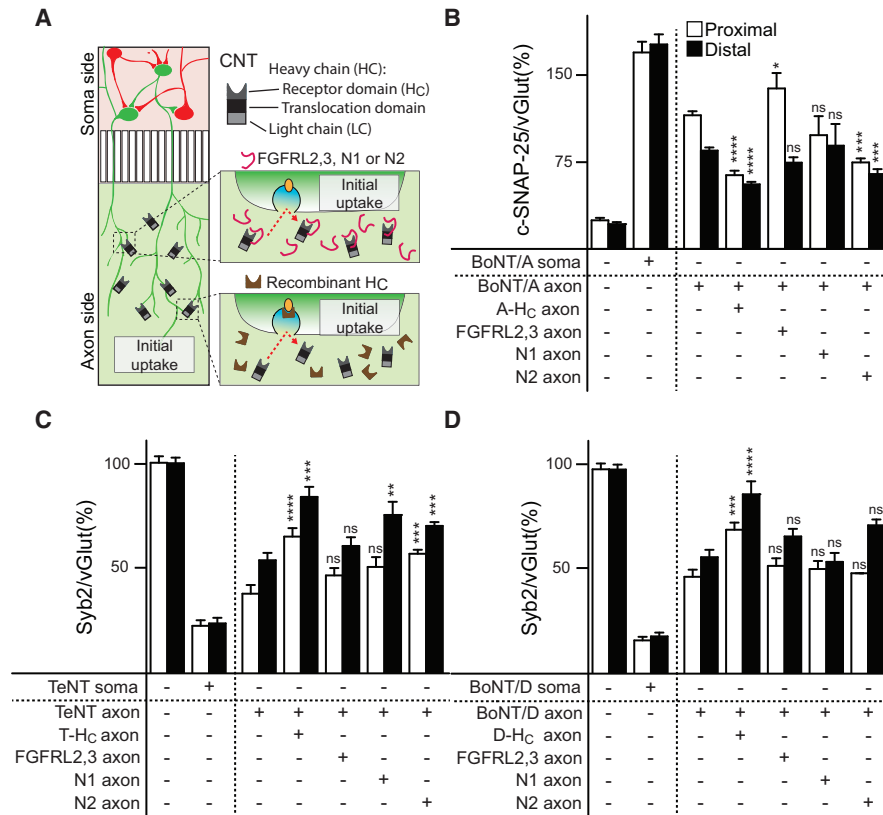 A
Soma side
Axon side
CNT
Heavy chain (HC):
Receptor domain (HC)
Translocation domain
Light chain (LC)
FGFRL2,3, N1 or N2
Initial
uptake
Recombinant HC
Initial
uptake
Initial
uptake
B
c-SNAP-25/vGlut(%)
Proximal
Distal
150
75
**** **** * ns ns ns *** ***
BoNT/A soma - + - - - - -
BoNT/A axon - - + + + + +
A-HC axon - - - + - - -
FGFRL2,3 axon - - - - + - -
N1 axon - - - - - + -
N2 axon - - - - - - +
C
Syb2/vGlut(%)
100
50
**** *** ns ns ns ** *** ***
TeNT soma - + - - - - -
TeNT axon - - + + + + +
T-HC axon - - - + - - -
FGFRL2,3 axon - - - - + - -
N1 axon - - - - - + -
N2 axon - - - - - - +
D
Syb2/vGlut(%)
100
50
*** **** ns ns ns ns ns ns
BoNT/D soma - + - - - - -
BoNT/D axon - - + + + + +
D-HC axon - - - + - - -
FGFRL2,3 axon - - - - + - -
N1 axon - - - - - + -
N2 axon - - - - - - +